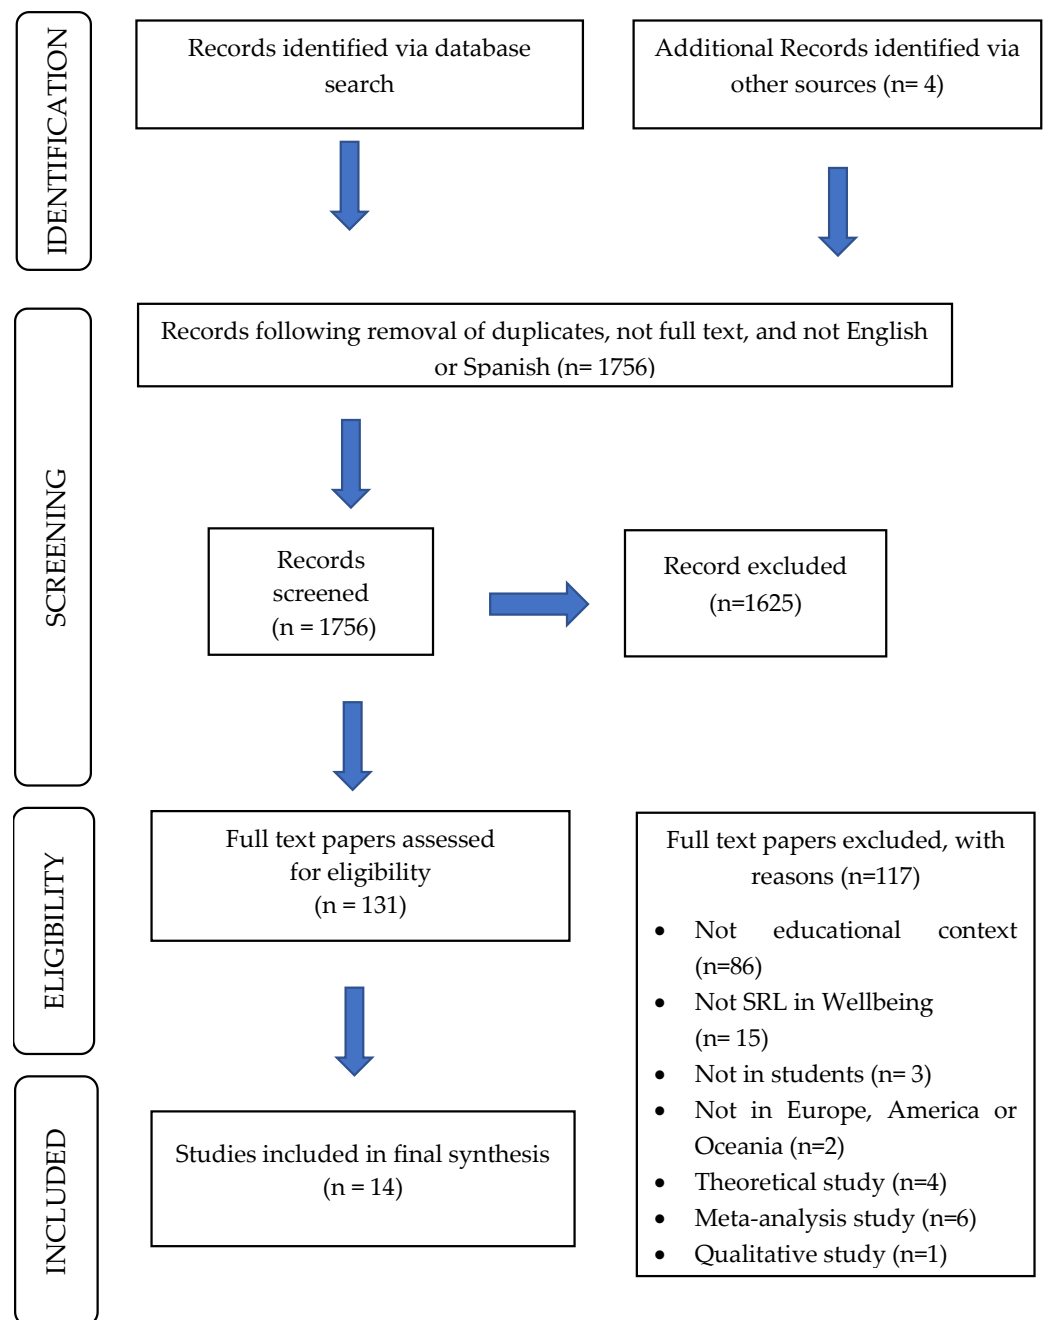 IDENTIFICATION
Records identified via database
search
Additional Records identified via
other sources (n= 4)
SCREENING
Records following removal of duplicates, not full text, and not English
or Spanish (n= 1756)
Records
screened
(n = 1756)
Record excluded
(n=1625)
ELIGIBILITY
Full text papers assessed
for eligibility
(n = 131)
Full text papers excluded, with
reasons (n=117)
• Not educational context
(n=86)
• Not SRL in Wellbeing
(n= 15)
• Not in students (n= 3)
• Not in Europe, America or
Oceania (n=2)
• Theoretical study (n=4)
• Meta-analysis study (n=6)
• Qualitative study (n=1)
INCLUDED
Studies included in final synthesis
(n = 14)